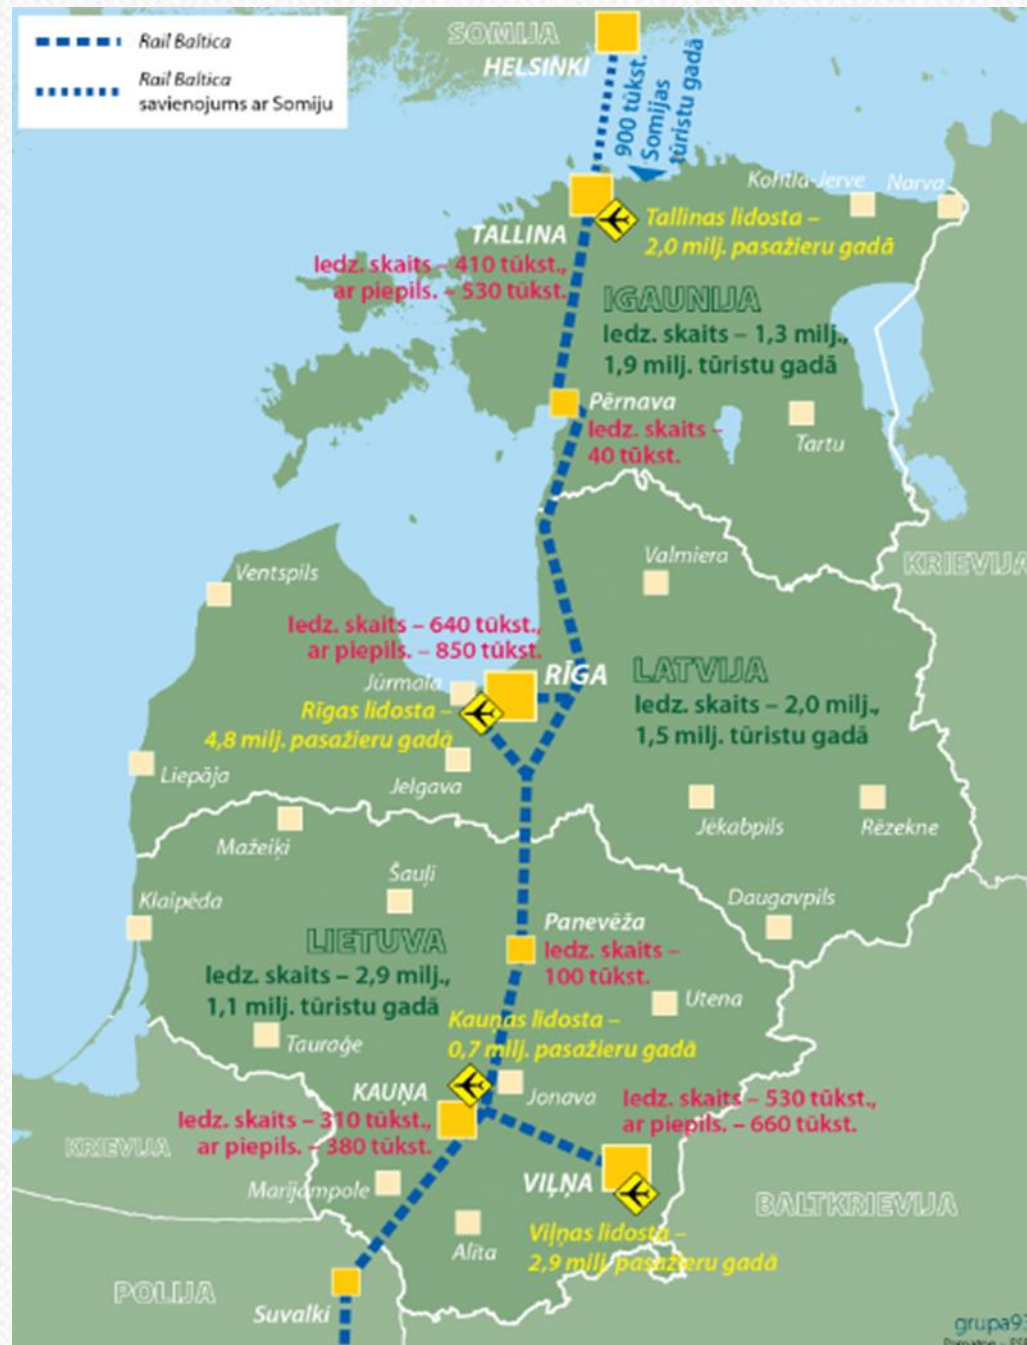 Rail Baltica
Rail Baltica
savienojums ar Somiju
SOMIJA
HELSINKI
900 tūkst.
Somijas
tūristu gadā
Kohtla-Jerve
Narva
TALLINA
Tallinas lidosta –
2,0 milj. pasažieru gadā
Iedz. skaits – 410 tūkst.,
ar piepils. – 530 tūkst.
IGAUNIJA
Iedz. skaits – 1,3 milj.,
1,9 milj. tūristu gadā
Pērnava
Iedz. skaits –
40 tūkst.
Tartu
Valmiera
KRIEVIJA
Ventspils
Iedz. skaits – 640 tūkst.,
ar piepils. – 850 tūkst.
RĪGA
Jūrmala
Rīgas lidosta –
4,8 milj. pasažieru gadā
LATVIJA
Iedz. skaits – 2,0 milj.,
1,5 milj. tūristu gadā
Liepāja
Jelgava
Jēkabpils
Rēzekne
Mažeiķi
Šauļi
Klaipēda
Daugavpils
Panevēža
Iedz. skaits –
100 tūkst.
LIETUVA
Iedz. skaits – 2,9 milj.,
1,1 milj. tūristu gadā
Utena
Tauraģe
Kauņas lidosta –
0,7 milj. pasažieru gadā
KAUŅA
Jonava
Iedz. skaits – 310 tūkst.,
ar piepils. – 380 tūkst.
Iedz. skaits – 530 tūkst.,
ar piepils. – 660 tūkst.
KRIEVIJA
Marijampole
VIĻŅA
BALTKRIEVIJA
Alīta
Viļņas lidosta –
2,9 milj. pasažieru gadā
POLIJA
Suvalki
grupa93